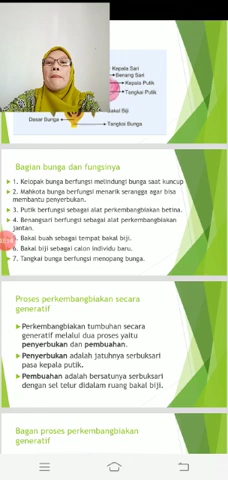 Kepala Sari
Benang Sari
Kepala Putik
Tangkai Putik
Bakal Biji
Dasar Bunga
Tangkai Bunga
Bagian bunga dan fungsinya
1. Kelopak bunga berfungsi melindungi bunga saat kuncup
2. Mahkota bunga berfungsi menarik serangga agar bisa
membantu penyerbukan.
3. Putik berfungsi sebagai alat perkembangbiakan betina.
4. Benangsari berfungsi sebagai alat perkembangbiakan
jantan.
5. Bakal buah sebagai tempat bakal biji.
6. Bakal biji sebagai calon individu baru.
7. Tangkai bunga berfungsi menopang bunga.
Proses perkembangbiakan secara
generatif
Perkembangbiakan tumbuhan secara
generatif melalui dua proses yaitu
penyerbukan dan pembuahan.
Penyerbukan adalah jatuhnya serbuksari
pasa kepala putik.
Pembuahan adalah bersatunya serbuksari
dengan sel telur didalam ruang bakal biji.
Bagan proses perkembangbiakan
generatif